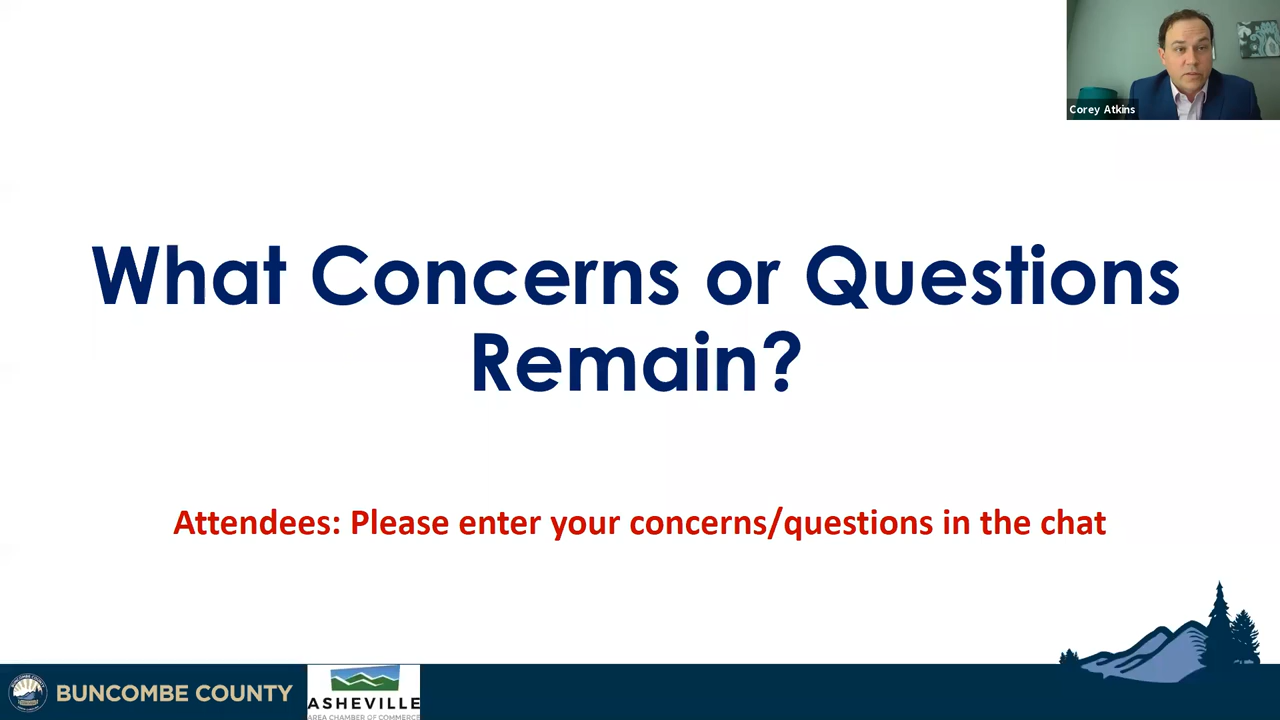 Corey Atkins
What Concerns or Questions
Remain?
Attendees: Please enter your concerns/questions in the chat
BUNCOMBE COUNTY
ASHEVILLE
AREA CHAMBER OF COMMERCE